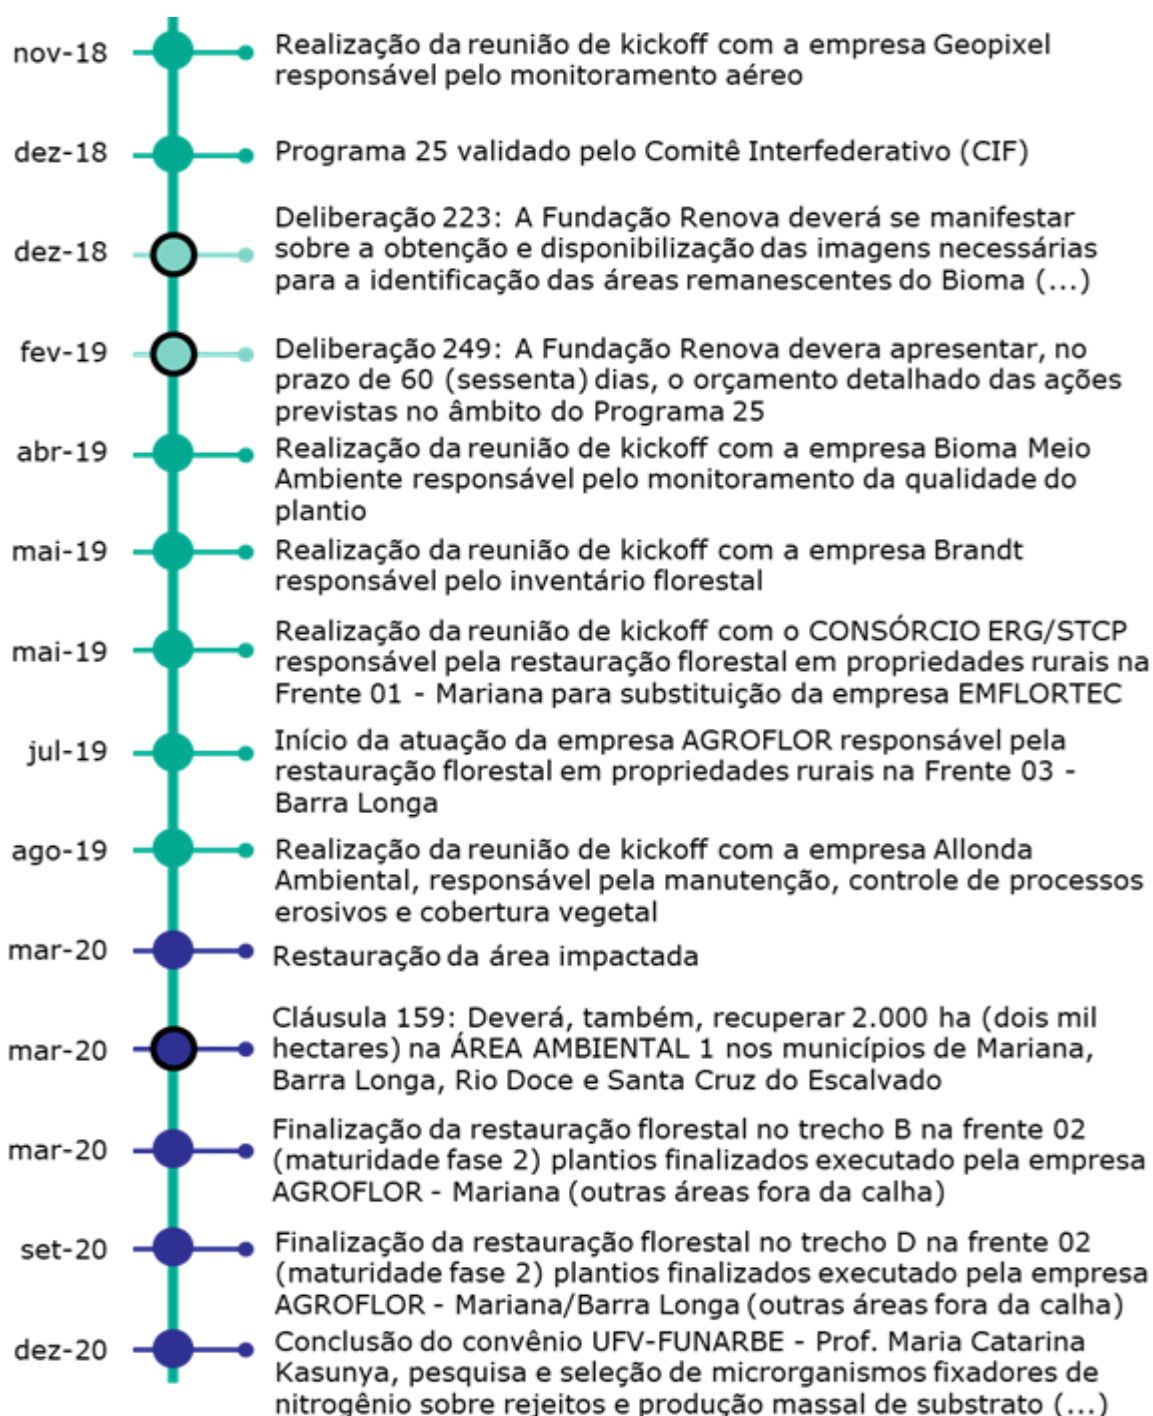 nov-18
Realização da reunião de kickoff com a empresa Geopixel
responsável pelo monitoramento aéreo
dez-18
Programa 25 validado pelo Comitê Interfederativo (CIF)
dez-18
Deliberação 223: A Fundação Renova deverá se manifestar
sobre a obtenção e disponibilização das imagens necessárias
para a identificação das áreas remanescentes do Bioma (...)
fev-19
Deliberação 249: A Fundação Renova devera apresentar, no
prazo de 60 (sessenta) dias, o orçamento detalhado das ações
previstas no âmbito do Programa 25
abr-19
Realização da reunião de kickoff com a empresa Bioma Meio
Ambiente responsável pelo monitoramento da qualidade do
plantio
mai-19
Realização da reunião de kickoff com a empresa Brandt
responsável pelo inventário florestal
mai-19
Realização da reunião de kickoff com o CONSÓRCIO ERG/STCP
responsável pela restauração florestal em propriedades rurais na
Frente 01 - Mariana para substituição da empresa EMFLORTEC
jul-19
Início da atuação da empresa AGROFLOR responsável pela
restauração florestal em propriedades rurais na Frente 03 -
Barra Longa
ago-19
Realização da reunião de kickoff com a empresa Allonda
Ambiental, responsável pela manutenção, controle de processos
erosivos e cobertura vegetal
mar-20
Restauração da área impactada
mar-20
Cláusula 159: Deverá, também, recuperar 2.000 ha (dois mil
hectares) na ÁREA AMBIENTAL 1 nos municípios de Mariana,
Barra Longa, Rio Doce e Santa Cruz do Escalvado
mar-20
Finalização da restauração florestal no trecho B na frente 02
(maturidade fase 2) plantios finalizados executado pela empresa
AGROFLOR - Mariana (outras áreas fora da calha)
set-20
Finalização da restauração florestal no trecho D na frente 02
(maturidade fase 2) plantios finalizados executado pela empresa
AGROFLOR - Mariana/Barra Longa (outras áreas fora da calha)
dez-20
Conclusão do convênio UFV-FUNARBE - Prof. Maria Catarina
Kasunya, pesquisa e seleção de microrganismos fixadores de
nitrogênio sobre rejeitos e produção massal de substrato (...)